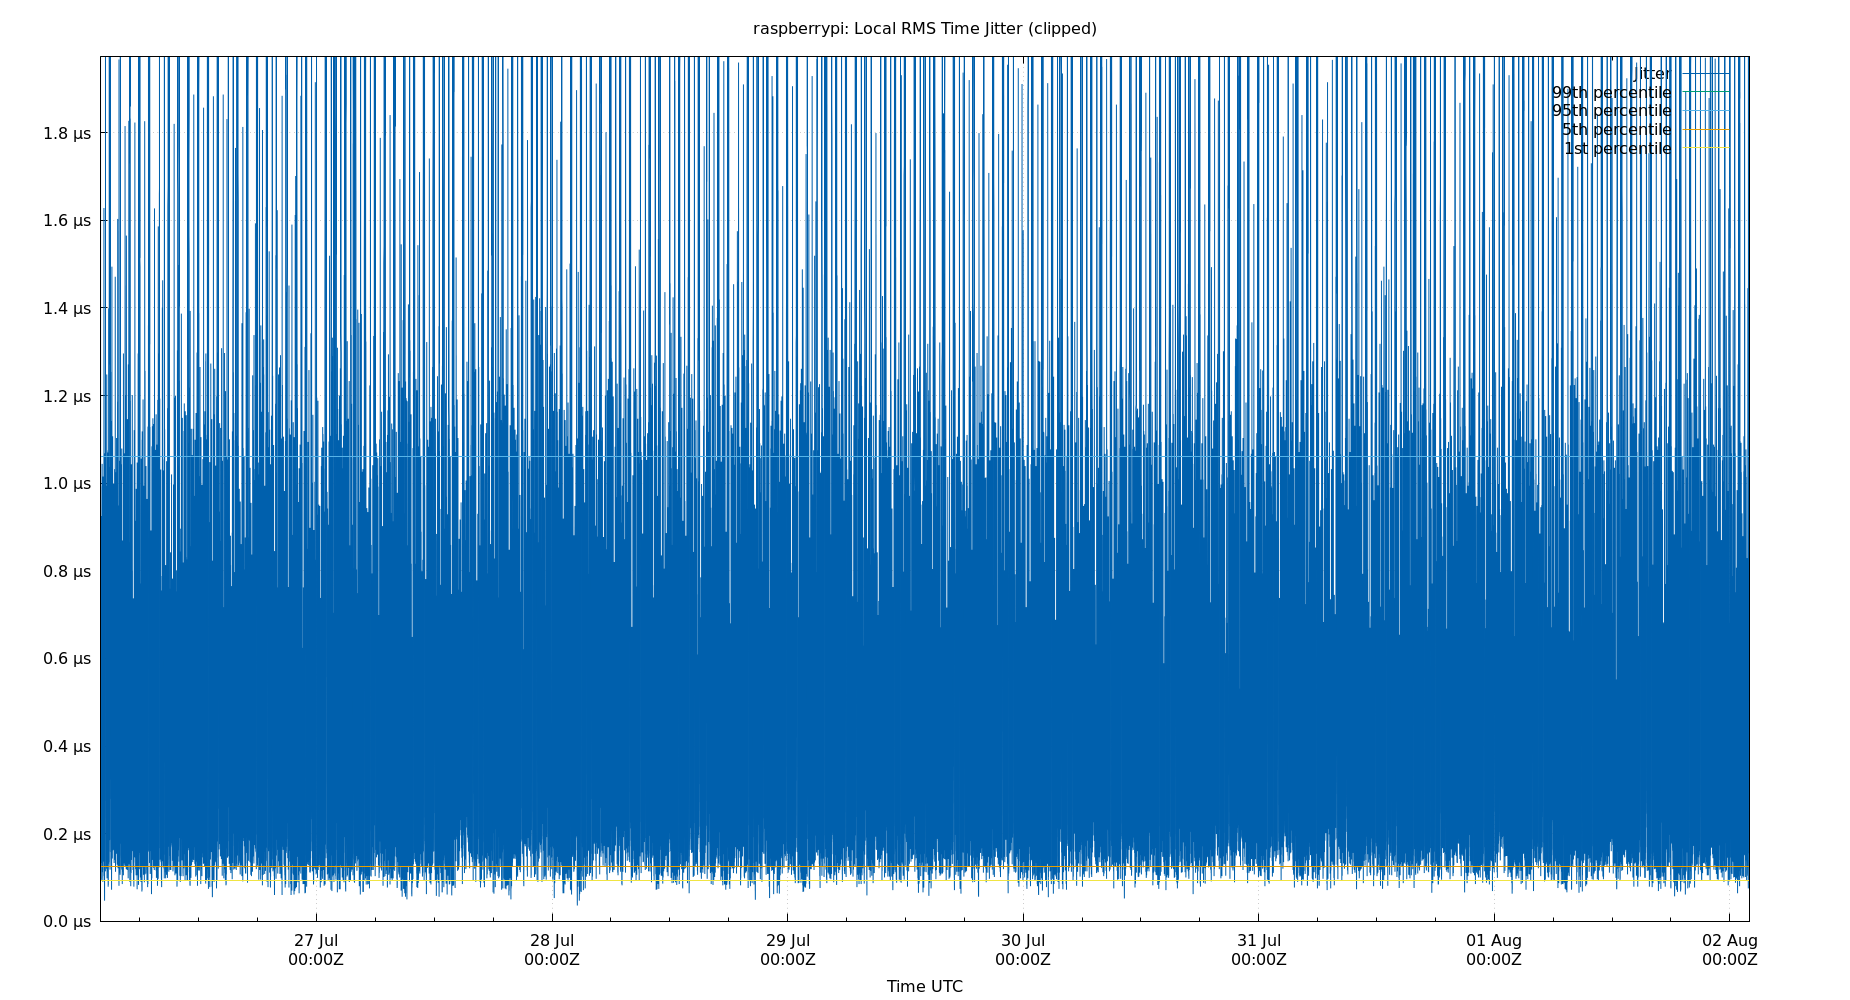 raspberrypi: Local RMS Time Jitter (clipped)
Jitter
99th percentile
95th percentile
5th percentile
1st percentile
1.8 µs
1.6 µs
1.4 µs
1.2 µs
1.0 µs
0.8 µs
0.6 µs
0.4 µs
0.2 µs
0.0 µs
27 Jul 28 Jul 29 Jul 30 Jul 31 Jul 01 Aug 02 Aug
00:00Z 00:00Z 00:00Z 00:00Z 00:00Z 00:00Z 00:00Z
Time UTC